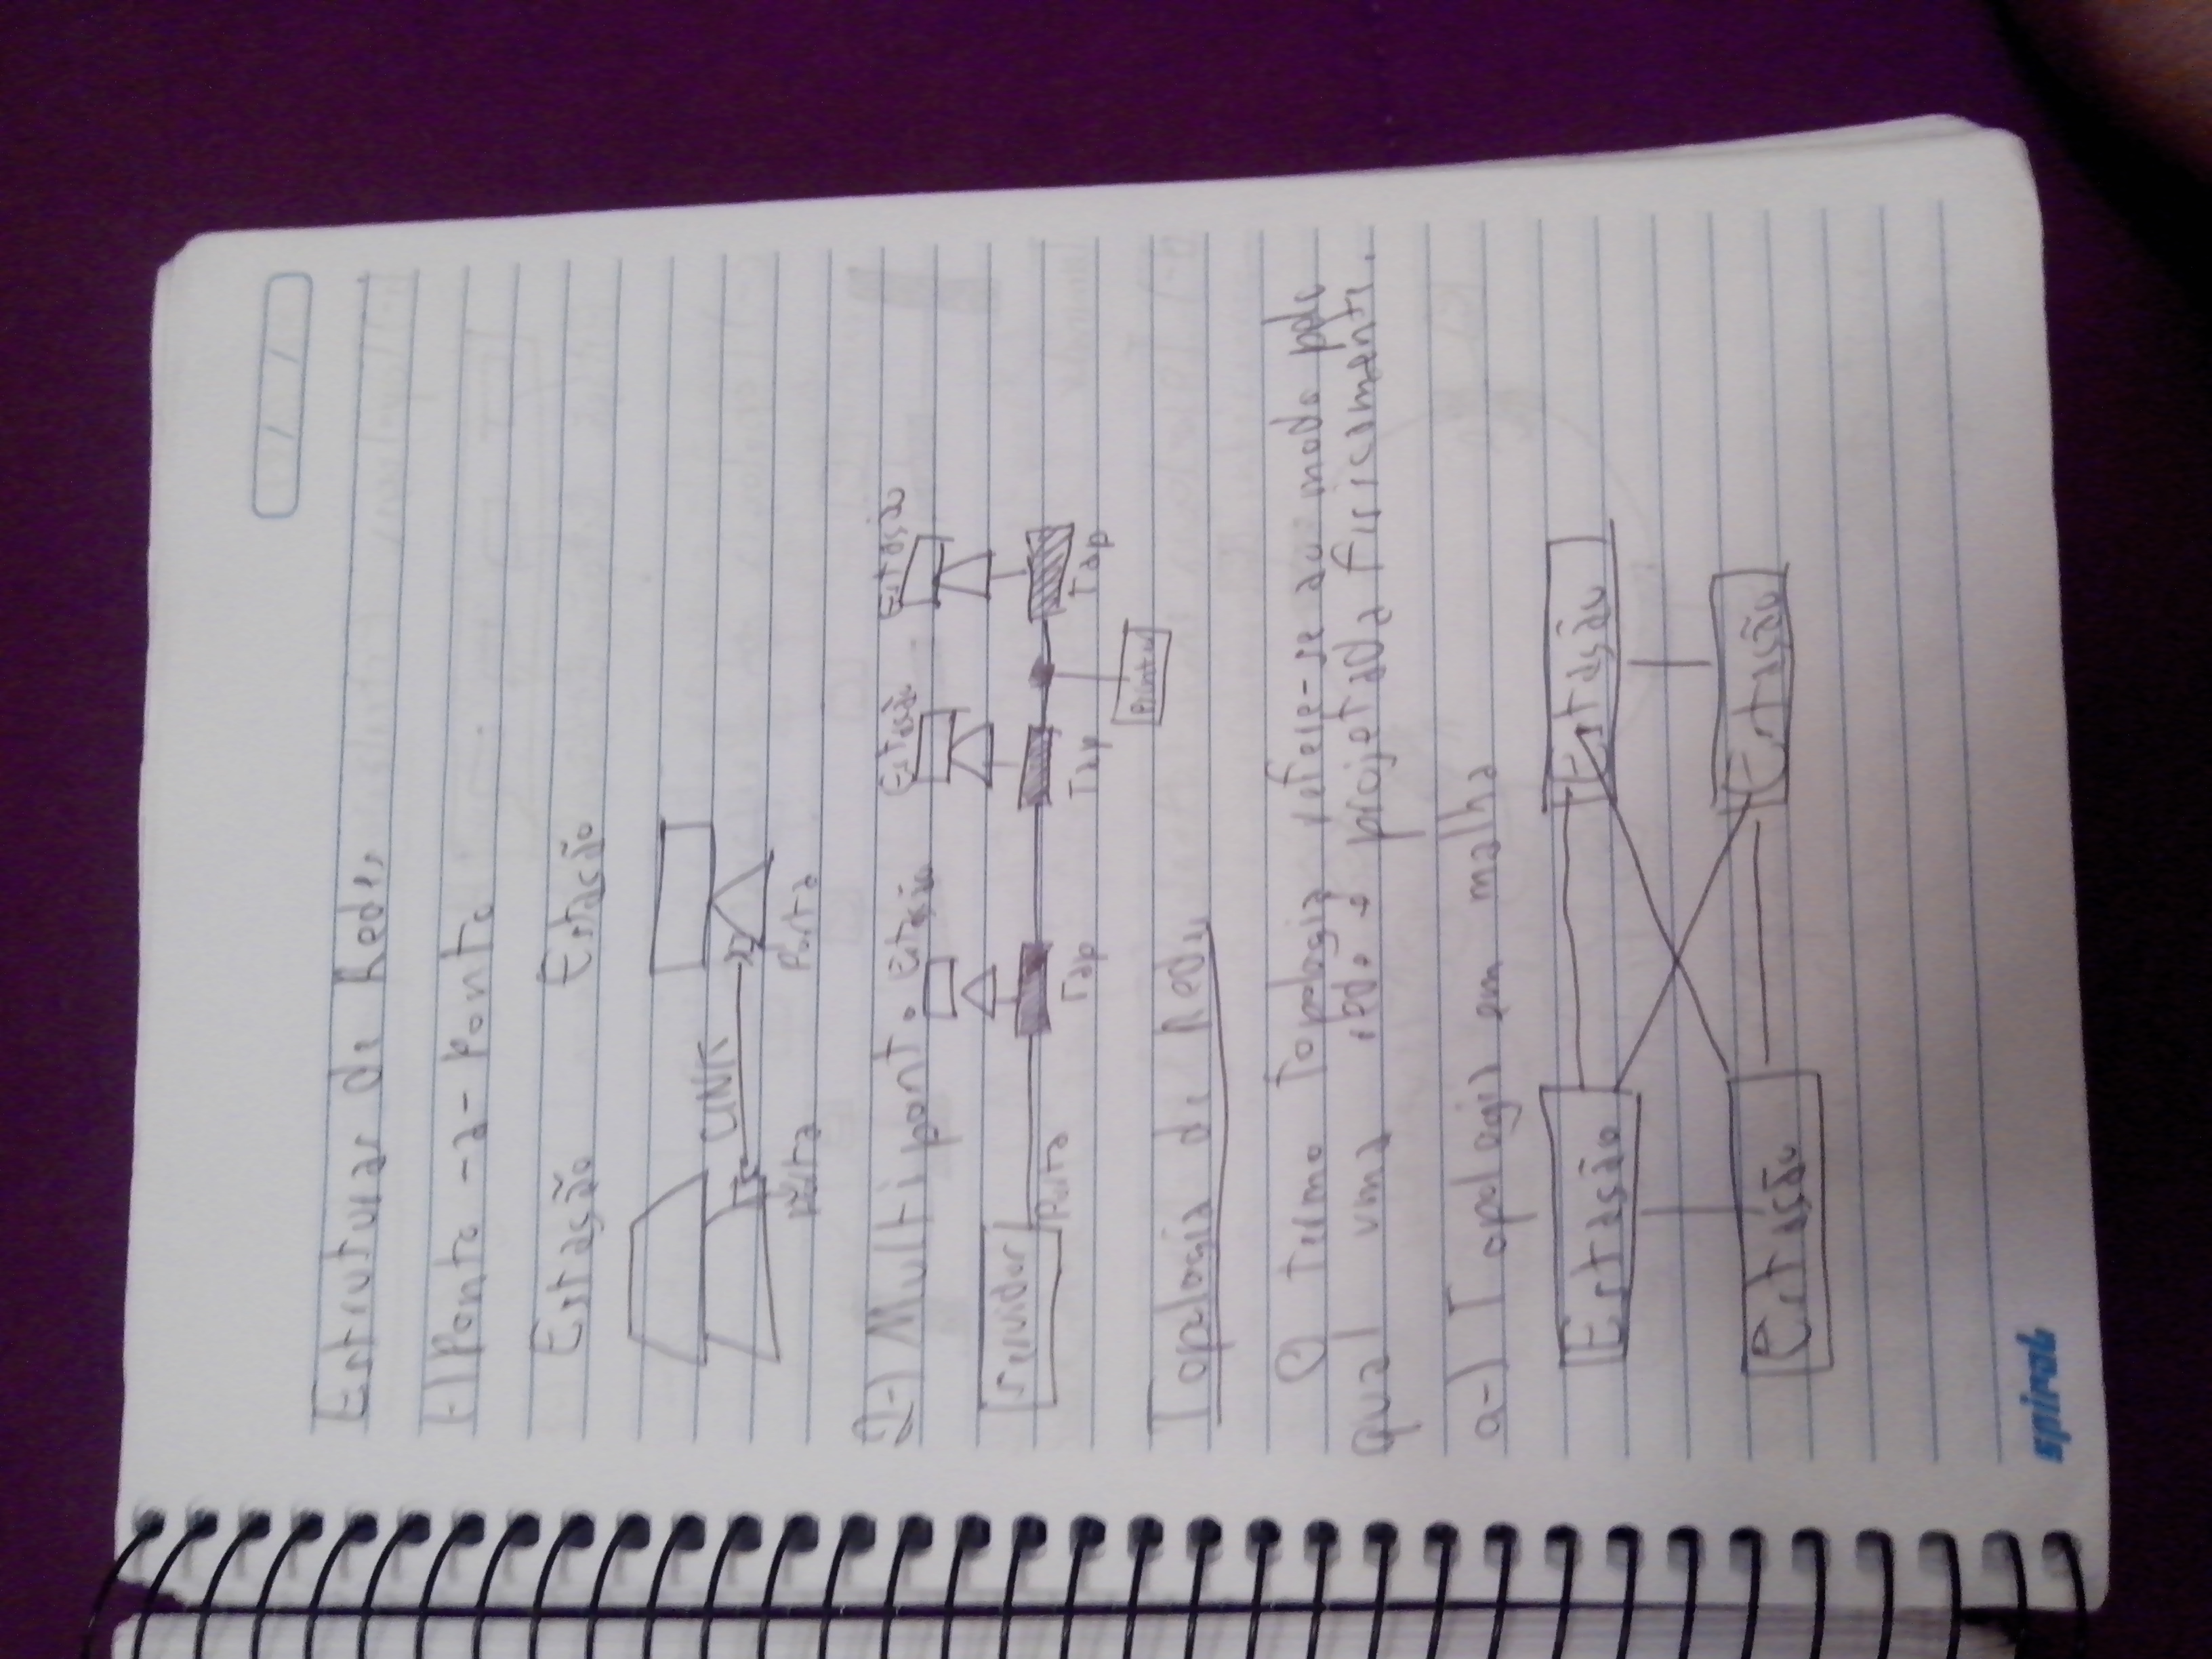 Estruturas de Redes
1-) Ponto -a- Ponto
Estação Estação
LINK
Porta Porta
2-) Multiponto Estação Estação Estação
Servidor
Porta
Tap Tap Tap
Printer
Topologia de Rede
O termo topologia refere-se ao modo pelo
qual uma rede é projetada fisicamente.
a-) Topologia em malha
Estação Estação
Estação Estação
spiral